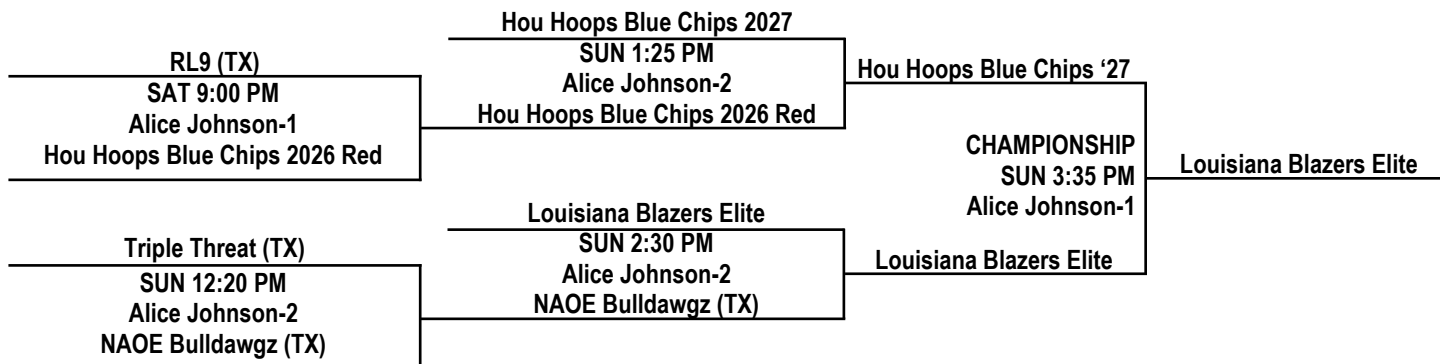 RL9 (TX)
SAT 9:00 PM
Alice Johnson-1
Hou Hoops Blue Chips 2026 Red
Triple Threat (TX)
SUN 12:20 PM
Alice Johnson-2
NAOE Bulldawgz (TX)
Hou Hoops Blue Chips 2027
SUN 1:25 PM
Alice Johnson-2
Hou Hoops Blue Chips 2026 Red
Louisiana Blazers Elite
SUN 2:30 PM
Alice Johnson-2
NAOE Bulldawgz (TX)
Hou Hoops Blue Chips ‘27
CHAMPIONSHIP
SUN 3:35 PM
Alice Johnson-1
Louisiana Blazers Elite
Louisiana Blazers Elite